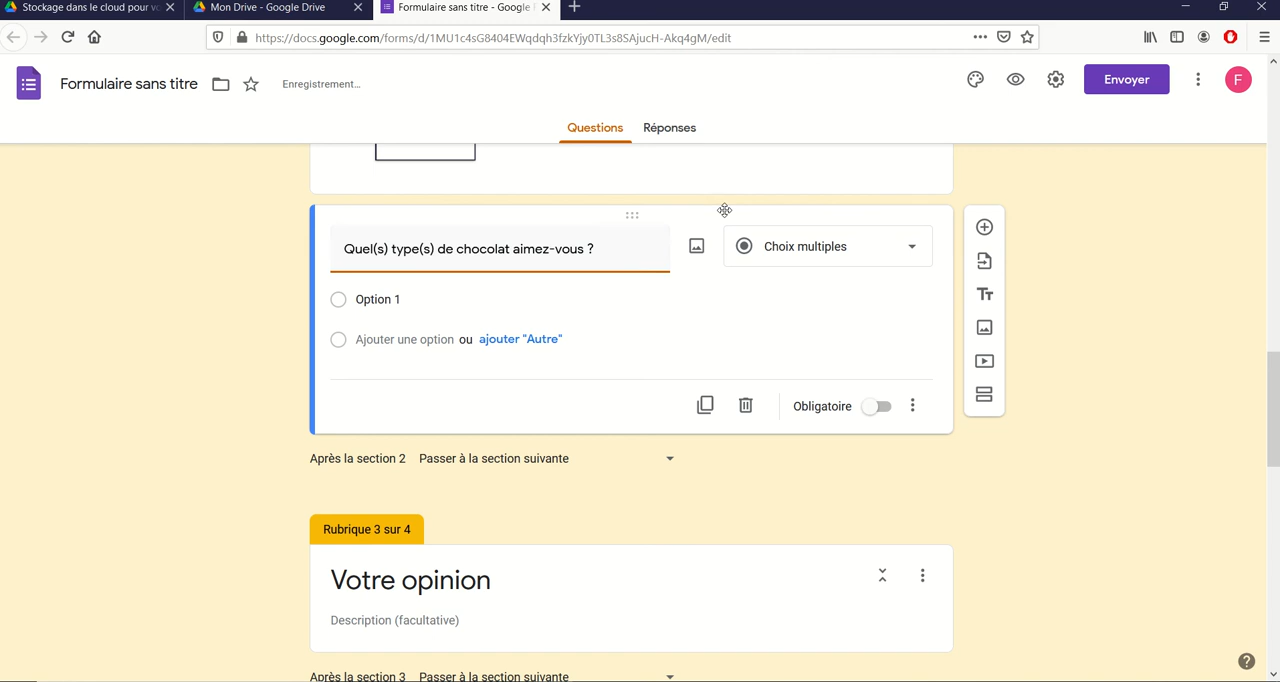 Stockage dans le cloud pour vo
Mon Drive - Google Drive
Formulaire sans titre - Google F
https://docs.google.com/forms/d/1MU1c4sG8404EWqdqh3fzkYjy0TL3s8SAjucH-Akq4gM/edit
Formulaire sans titre
Enregistrement…
Envoyer
F
Questions
Réponses
Quel(s) type(s) de chocolat aimez-vous ?
Choix multiples
Option 1
Ajouter une option ou ajouter "Autre"
Obligatoire
Après la section 2 Passer à la section suivante
Rubrique 3 sur 4
Votre opinion
Description (facultative)
Après la section 3 Passer à la section suivante